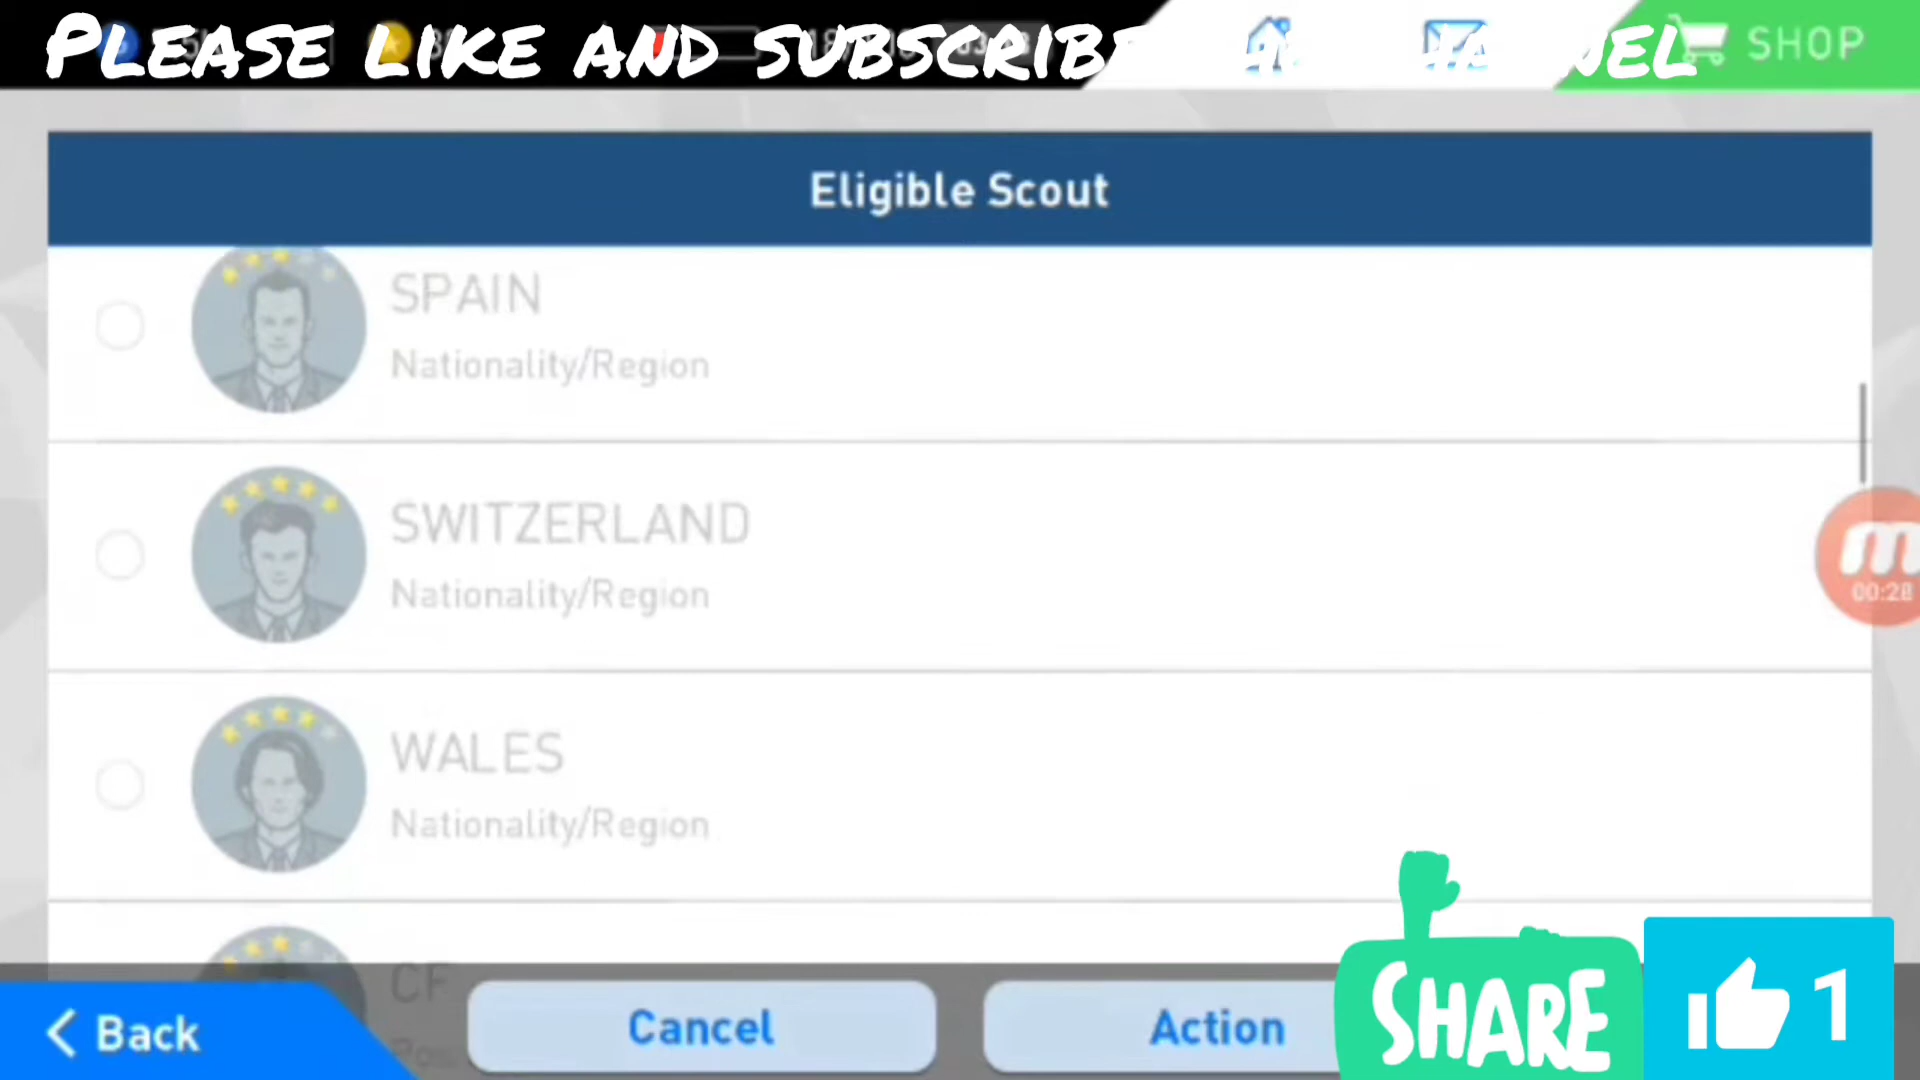 PLEASE LIKE AND SUBSCRIBE
SHOP
Eligible Scout
SPAIN
Nationality/Region
SWITZERLAND
Nationality/Region
WALES
Nationality/Region
00:28
CF
Back
Cancel
Action
SHARE
1